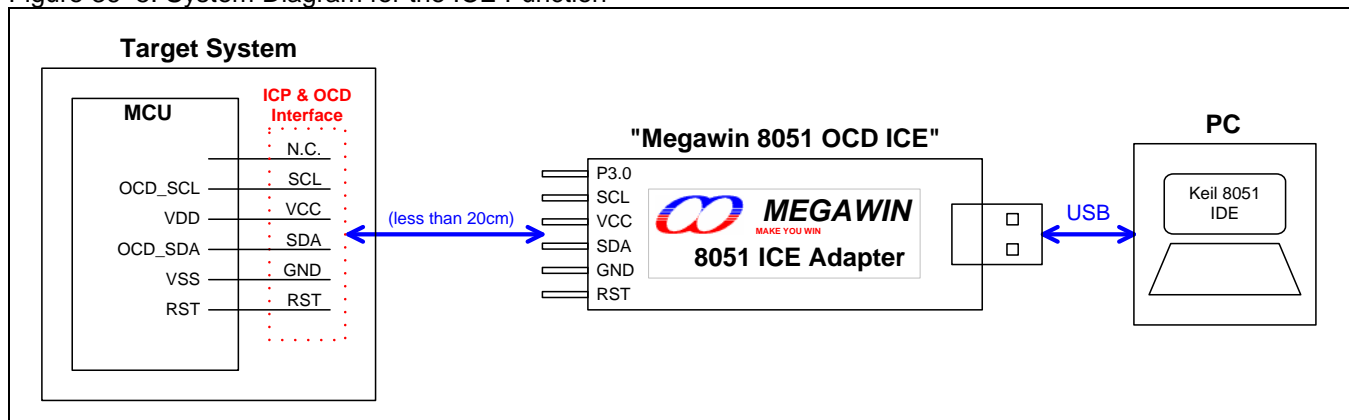 Target System
MCU
ICP & OCD
Interface
N.C.
OCD_SCL
SCL
VDD
VCC
OCD_SDA
SDA
VSS
GND
RST
RST
(less than 20cm)
"Megawin 8051 OCD ICE"
P3.0
SCL
VCC
SDA
GND
RST
MEGAWIN
MAKE YOU WIN
8051 ICE Adapter
USB
PC
Keil 8051
IDE